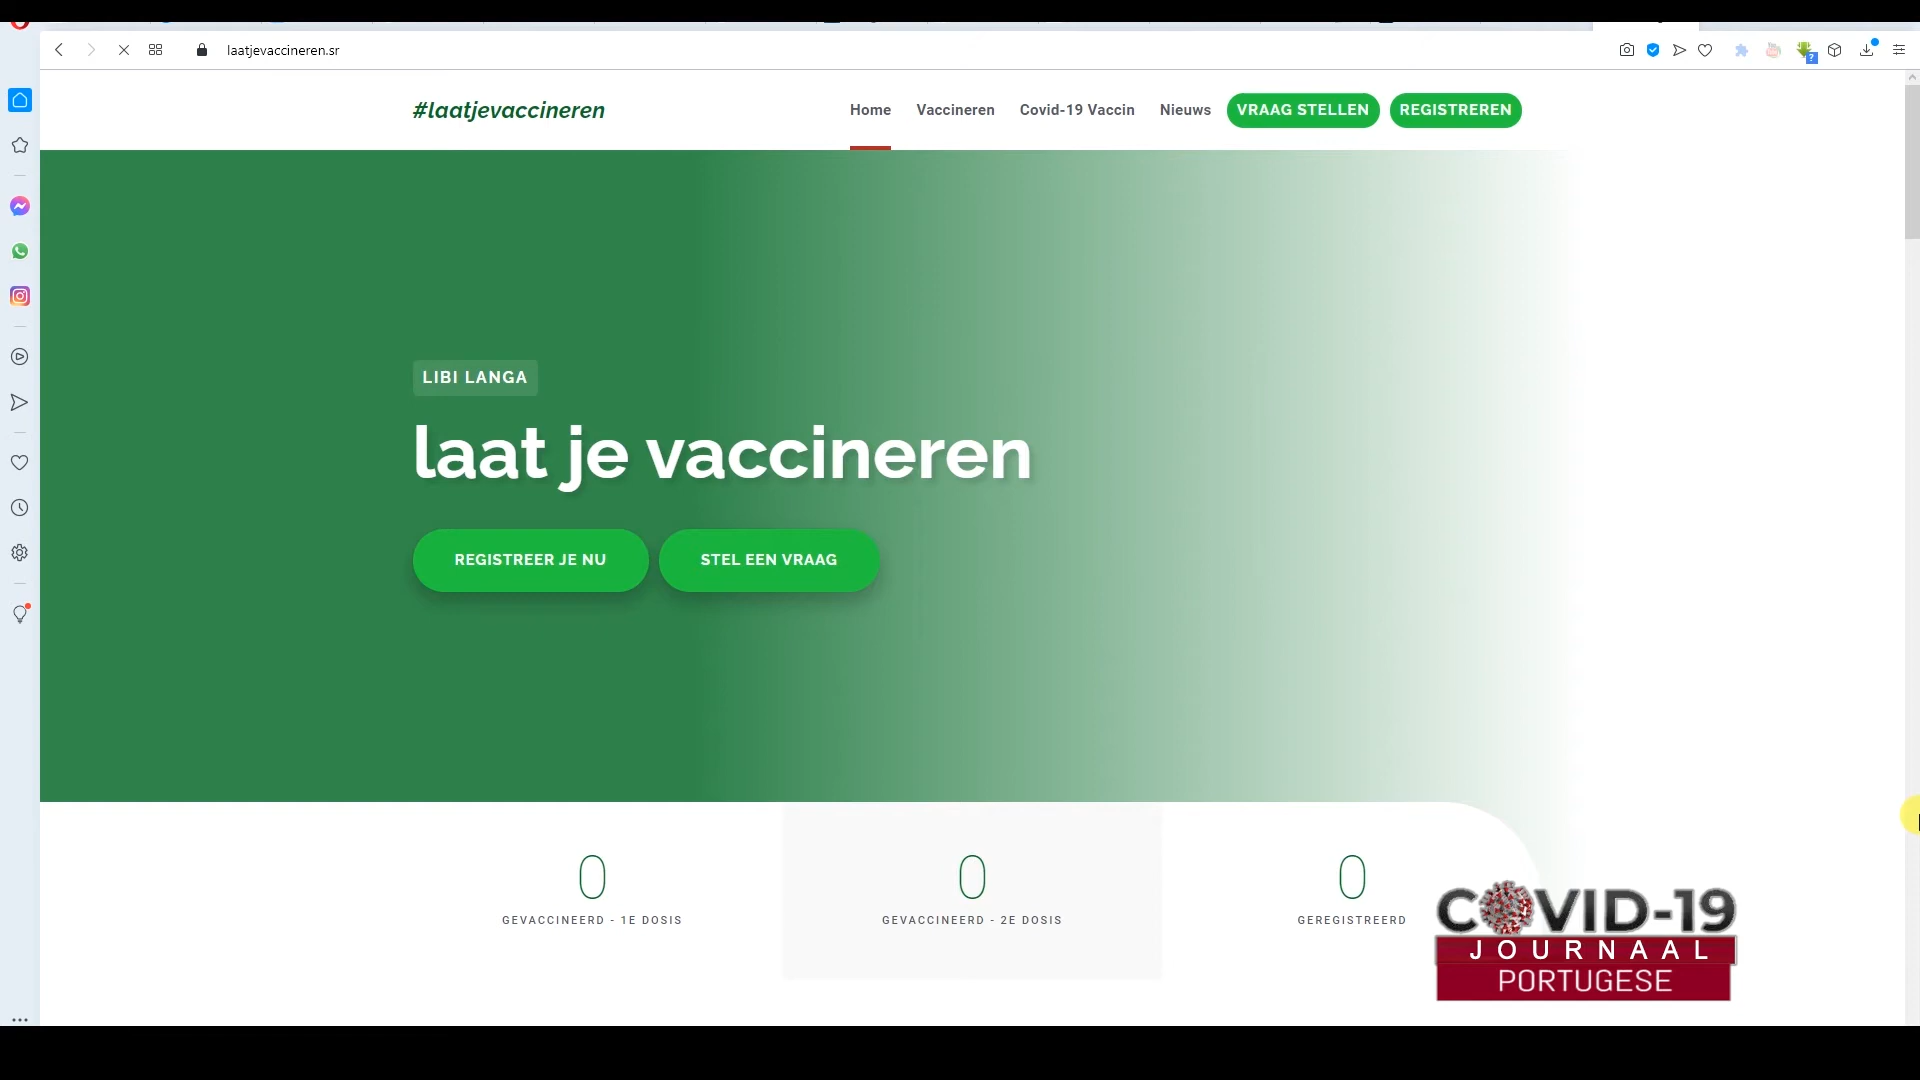 laatjevaccineren.sr
#laatjevaccineren
Home Vaccineren Covid-19 Vaccin Nieuws VRAAG STELLEN REGISTREREN
LIBI LANGA
laat je vaccineren
REGISTREER JE NU STEL EEN VRAAG
0 0 0
GEVACCINEERD - 1E DOSIS GEVACCINEERD - 2E DOSIS GEREGISTREERD
COVID-19
JOURNAAL
PORTUGESE